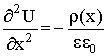 ∂²U/∂x² = −ρ(x)/εε₀